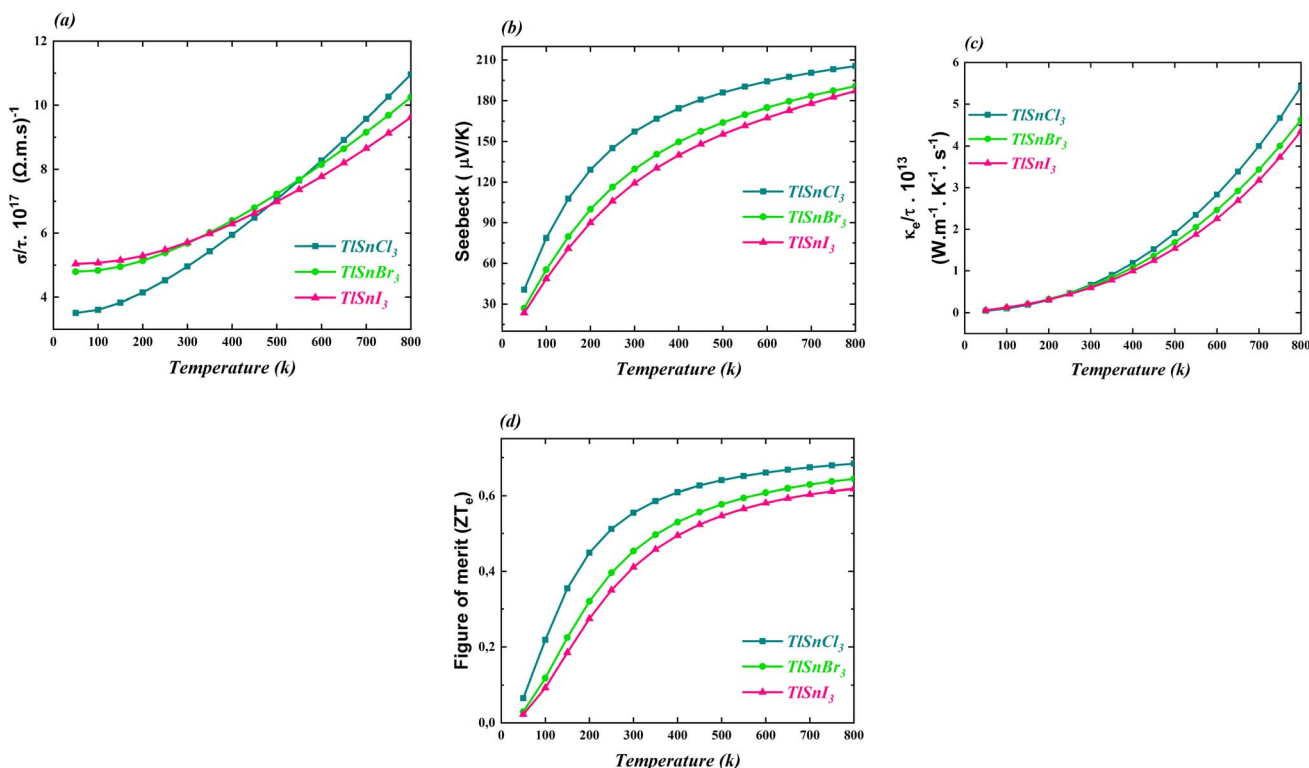 (a)
12
10
8
6
4
σ/τ. 10¹⁷ (Ω.m.s)⁻¹
TlSnCl₃
TlSnBr₃
TlSnI₃
0 100 200 300 400 500 600 700 800
Temperature (k)
(b)
210
180
150
120
90
60
30
Seebeck ( μV/K)
TlSnCl₃
TlSnBr₃
TlSnI₃
0 100 200 300 400 500 600 700 800
Temperature (k)
(c)
6
5
4
3
2
1
0
κₑ/τ . 10¹³
(W.m⁻¹. K⁻¹. s⁻¹)
TlSnCl₃
TlSnBr₃
TlSnI₃
0 100 200 300 400 500 600 700 800
Temperature (k)
(d)
0,6
0,4
0,2
0,0
Figure of merit (ZTₑ)
TlSnCl₃
TlSnBr₃
TlSnI₃
0 100 200 300 400 500 600 700 800
Temperature (k)